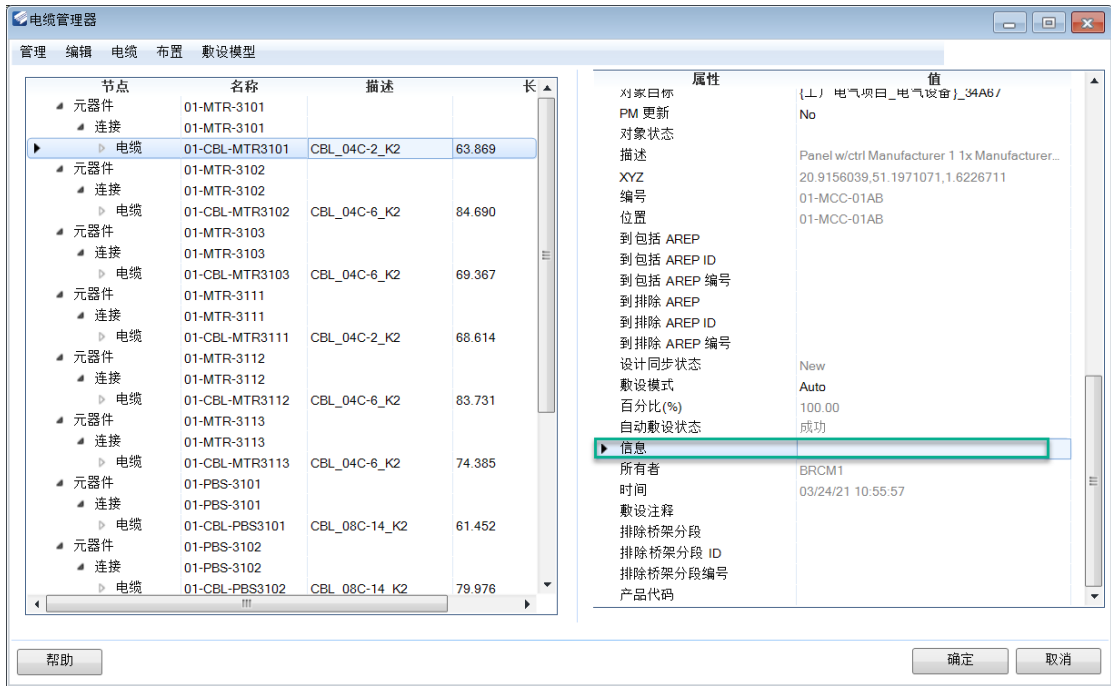 电缆管理器
管理 编辑 电缆 布置 敷设模型
节点 名称 描述 长
元器件 01-MTR-3101
连接 01-MTR-3101
电缆 01-CBL-MTR3101 CBL_04C-2_K2 63.869
元器件 01-MTR-3102
连接 01-MTR-3102
电缆 01-CBL-MTR3102 CBL_04C-6_K2 84.690
元器件 01-MTR-3103
连接 01-MTR-3103
电缆 01-CBL-MTR3103 CBL_04C-6_K2 69.367
元器件 01-MTR-3111
连接 01-MTR-3111
电缆 01-CBL-MTR3111 CBL_04C-2_K2 68.614
元器件 01-MTR-3112
连接 01-MTR-3112
电缆 01-CBL-MTR3112 CBL_04C-6_K2 83.731
元器件 01-MTR-3113
连接 01-MTR-3113
电缆 01-CBL-MTR3113 CBL_04C-6_K2 74.385
元器件 01-PBS-3101
连接 01-PBS-3101
电缆 01-CBL-PBS3101 CBL_08C-14_K2 61.452
元器件 01-PBS-3102
连接 01-PBS-3102
电缆 01-CBL-PBS3102 CBL_08C-14_K2 79.976
属性 值
对象目标 电气项目_电气设备}_34A67
PM 更新 No
对象状态
描述 Panel w/ctrl Manufacturer 1 1x Manufacturer...
XYZ 20.9156039,51.1971071,1.6226711
编号 01-MCC-01AB
位置 01-MCC-01AB
到包括 AREP
到包括 AREP ID
到包括 AREP 编号
到排除 AREP
到排除 AREP ID
到排除 AREP 编号
设计同步状态 New
敷设模式 Auto
百分比(%) 100.00
自动敷设状态 成功
信息
所有者 BRCM1
时间 03/24/21 10:55:57
敷设注释
排除桥架分段
排除桥架分段 ID
排除桥架分段编号
产品代码
帮助 确定 取消